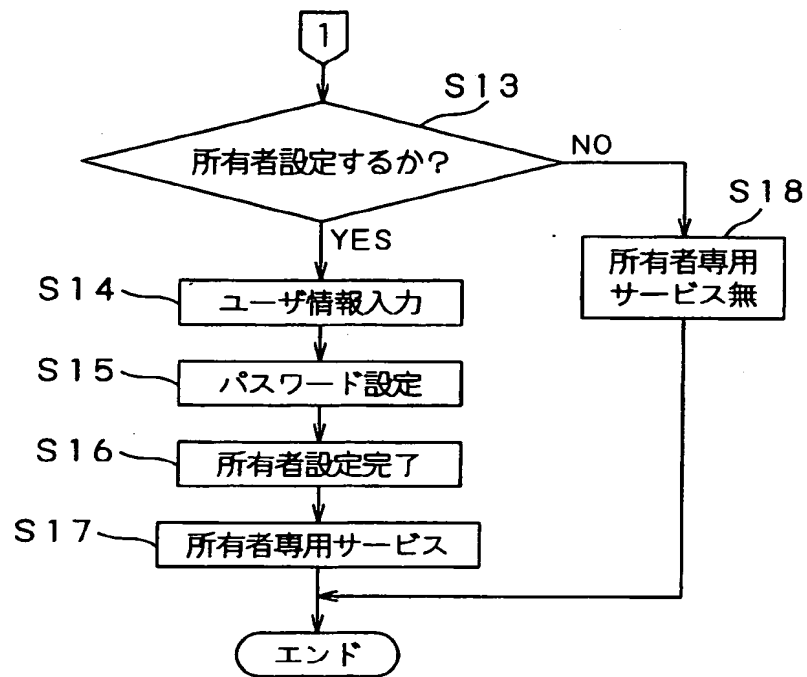 1
S13
所有者設定するか?
NO
S18
YES
所有者専用
サービス無
S14
ユーザ情報入力
S15
パスワード設定
S16
所有者設定完了
S17
所有者専用サービス
エンド